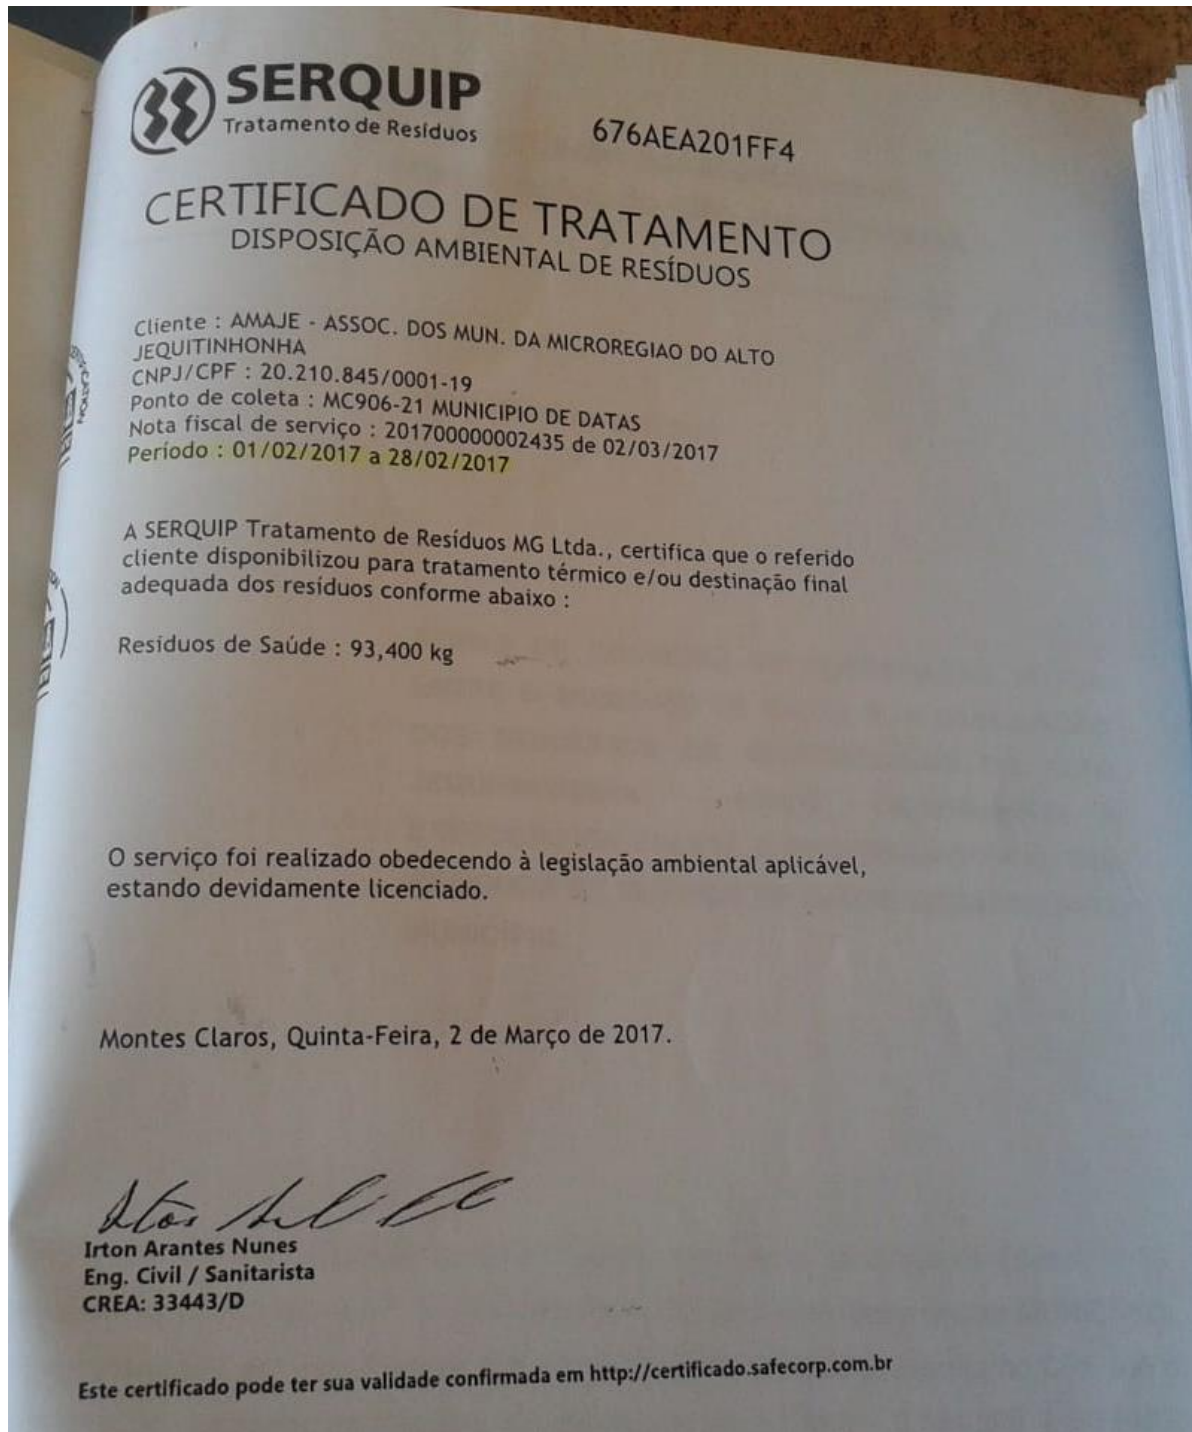 SERQUIP
Tratamento de Resíduos
676AEA201FF4
CERTIFICADO DE TRATAMENTO
DISPOSIÇÃO AMBIENTAL DE RESÍDUOS
Cliente : AMAJE - ASSOC. DOS MUN. DA MICROREGIAO DO ALTO
JEQUITINHONHA
CNPJ/CPF : 20.210.845/0001-19
Ponto de coleta : MC906-21 MUNICIPIO DE DATAS
Nota fiscal de serviço : 201700000002435 de 02/03/2017
Período : 01/02/2017 a 28/02/2017
A SERQUIP Tratamento de Resíduos MG Ltda., certifica que o referido
cliente disponibilizou para tratamento térmico e/ou destinação final
adequada dos resíduos conforme abaixo :
Resíduos de Saúde : 93,400 kg
O serviço foi realizado obedecendo à legislação ambiental aplicável,
estando devidamente licenciado.
Montes Claros, Quinta-Feira, 2 de Março de 2017.
Irton Arantes Nunes
Eng. Civil / Sanitarista
CREA: 33443/D
Este certificado pode ter sua validade confirmada em http://certificado.safecorp.com.br